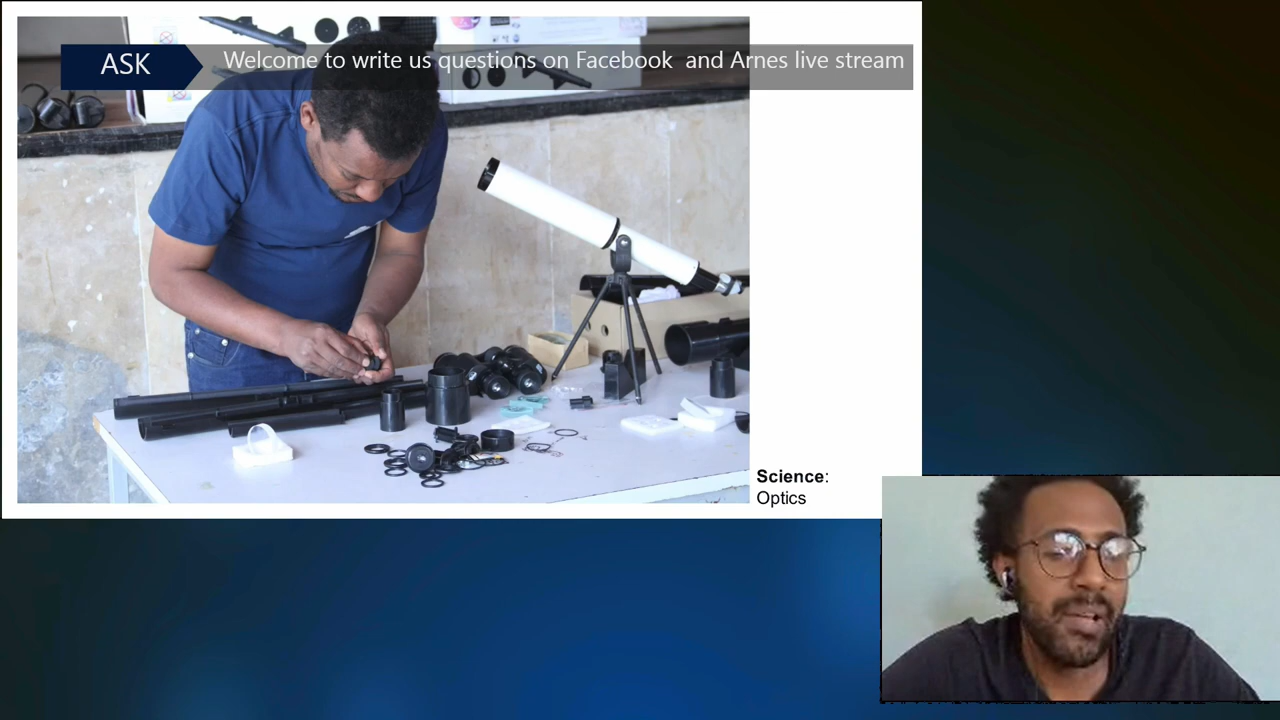 ASK
Welcome to write us questions on Facebook  and Arnes live stream
Science:
Optics